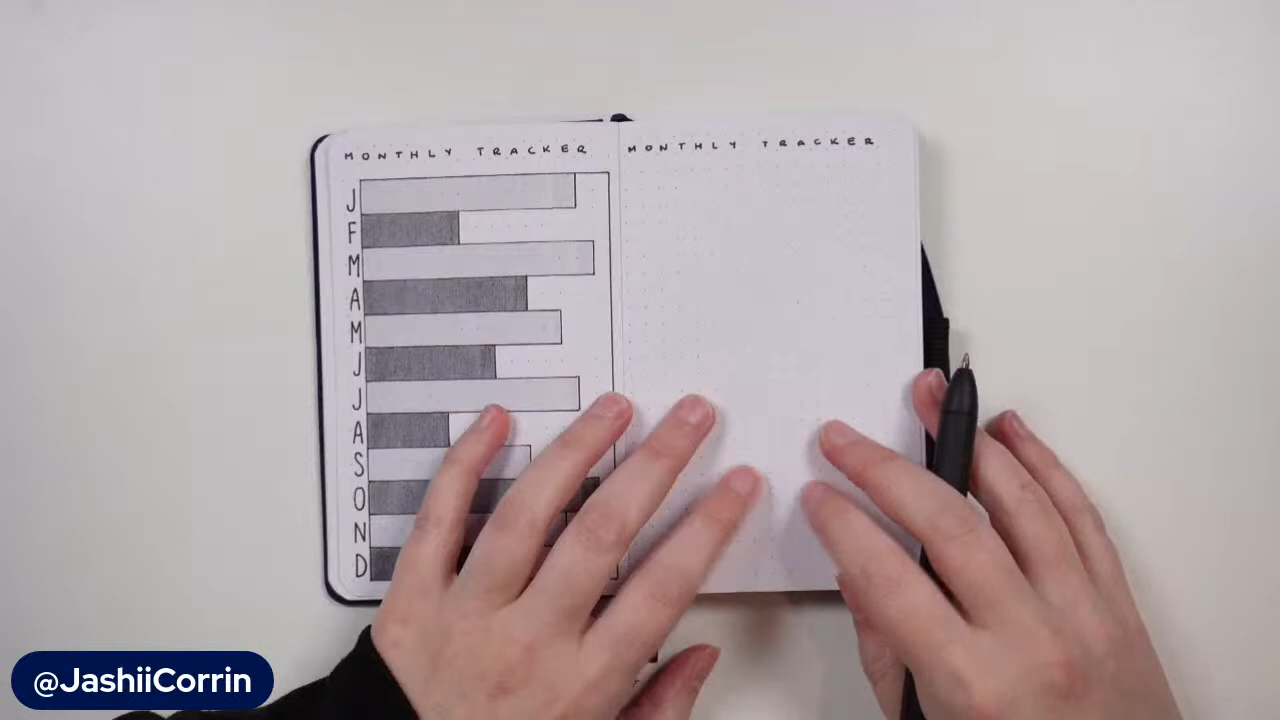 MONTHLY TRACKER
J
F
M
A
M
J
J
A
S
O
N
D
MONTHLY TRACKER
@JashiiCorrin